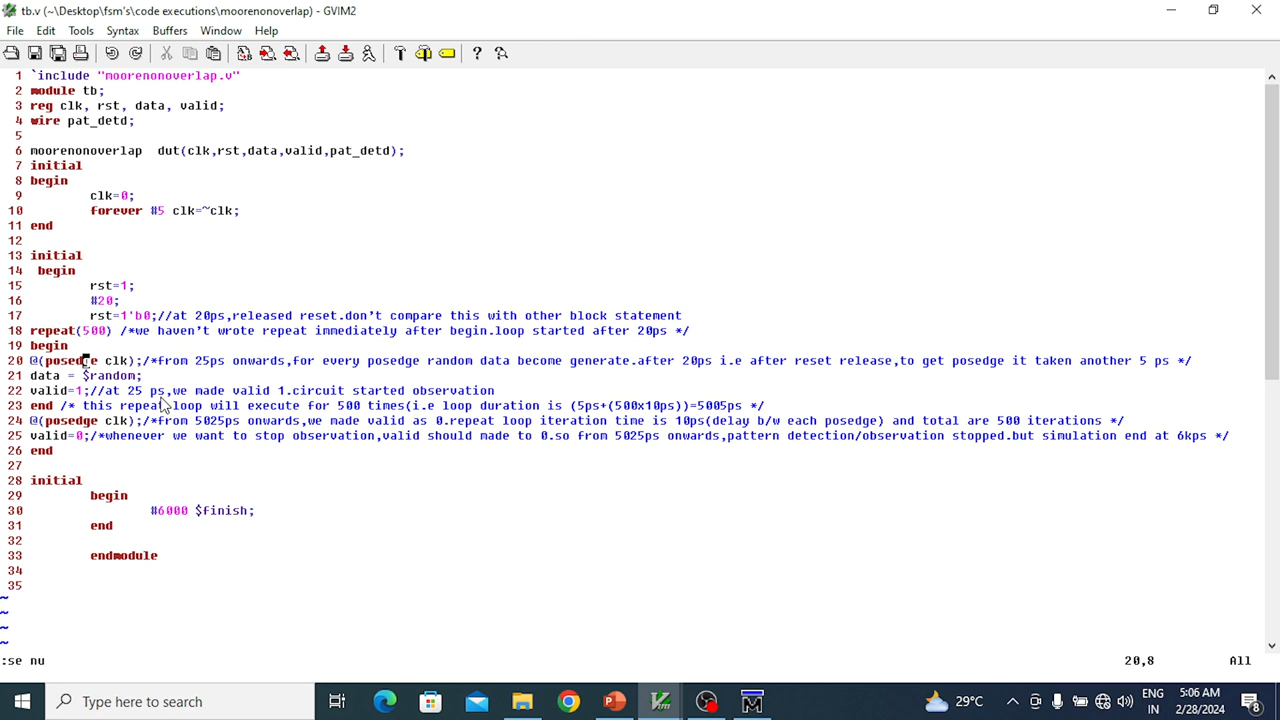 tb.v (~\Desktop\fsm's\code executions\moorenonoverlap) - GVIM2
File Edit Tools Syntax Buffers Window Help
1 `include "moorenonoverlap.v"
2 module tb;
3 reg clk, rst, data, valid;
4 wire pat_detd;
5
6 moorenonoverlap dut(clk,rst,data,valid,pat_detd);
7 initial
8 begin
9 clk=0;
10 forever #5 clk=~clk;
11 end
12
13 initial
14 begin
15 rst=1;
16 #20;
17 rst=1'b0;//at 20ps,released reset.don't compare this with other block statement
18 repeat(500) /*we haven't wrote repeat immediately after begin.loop started after 20ps */
19 begin
20 @(posedge clk);/*from 25ps onwards,for every posedge random data become generate.after 20ps i.e after reset release,to get posedge it taken another 5 ps */
21 data = $random;
22 valid=1;//at 25 ps,we made valid 1.circuit started observation
23 end /* this repeat loop will execute for 500 times(i.e loop duration is (5ps+(500x10ps))=5005ps */
24 @(posedge clk);/*from 5025ps onwards,we made valid as 0.repeat loop iteration time is 10ps(delay b/w each posedge) and total are 500 iterations */
25 valid=0;/*whenever we want to stop observation,valid should made to 0.so from 5025ps onwards,pattern detection/observation stopped.but simulation end at 6kps */
26 end
27
28 initial
29 begin
30 #6000 $finish;
31 end
32
33 endmodule
34
35
~
~
~
~
:se nu 20,8 All
Type here to search
29°C
ENG
IN
5:06 AM
2/28/2024
8